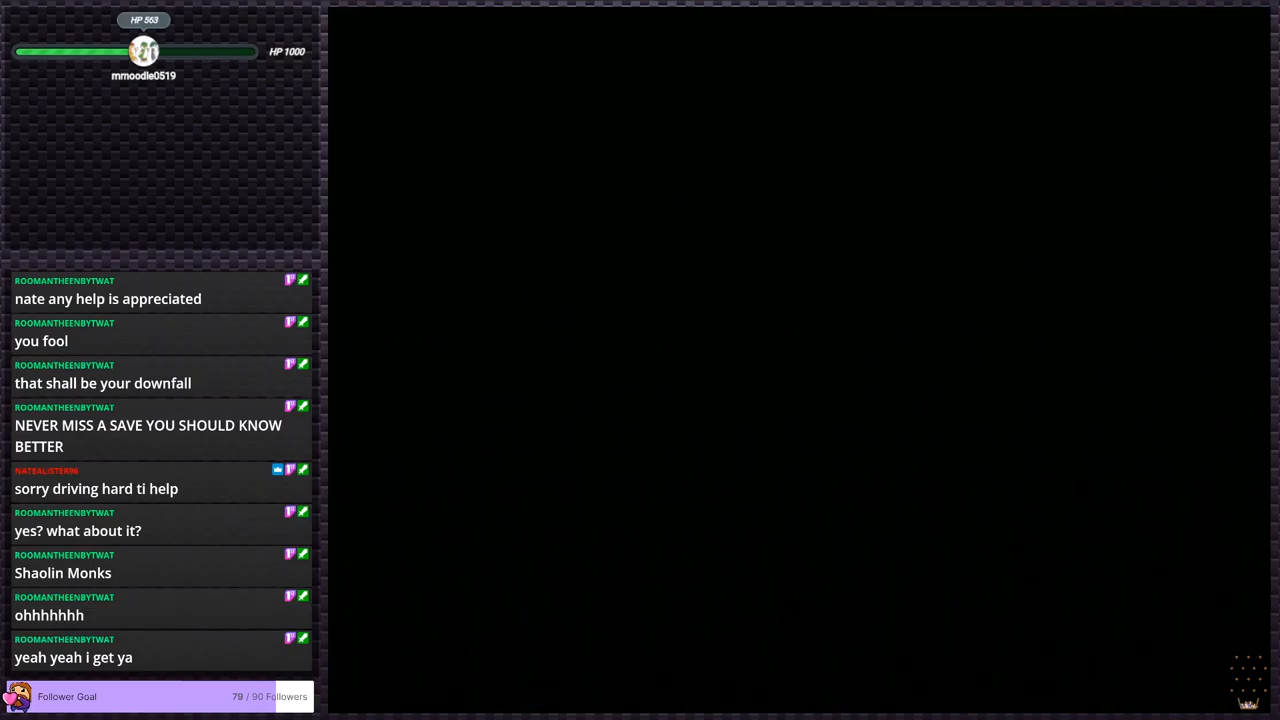 HP 563
HP 1000
mmoodle0519
ROOMANTHEENBYTWAT
nate any help is appreciated
ROOMANTHEENBYTWAT
you fool
ROOMANTHEENBYTWAT
that shall be your downfall
ROOMANTHEENBYTWAT
NEVER MISS A SAVE YOU SHOULD KNOW
BETTER
NATEALISTER96
sorry driving hard ti help
ROOMANTHEENBYTWAT
yes? what about it?
ROOMANTHEENBYTWAT
Shaolin Monks
ROOMANTHEENBYTWAT
ohhhhhhh
ROOMANTHEENBYTWAT
yeah yeah i get ya
Follower Goal 79 / 90 Followers